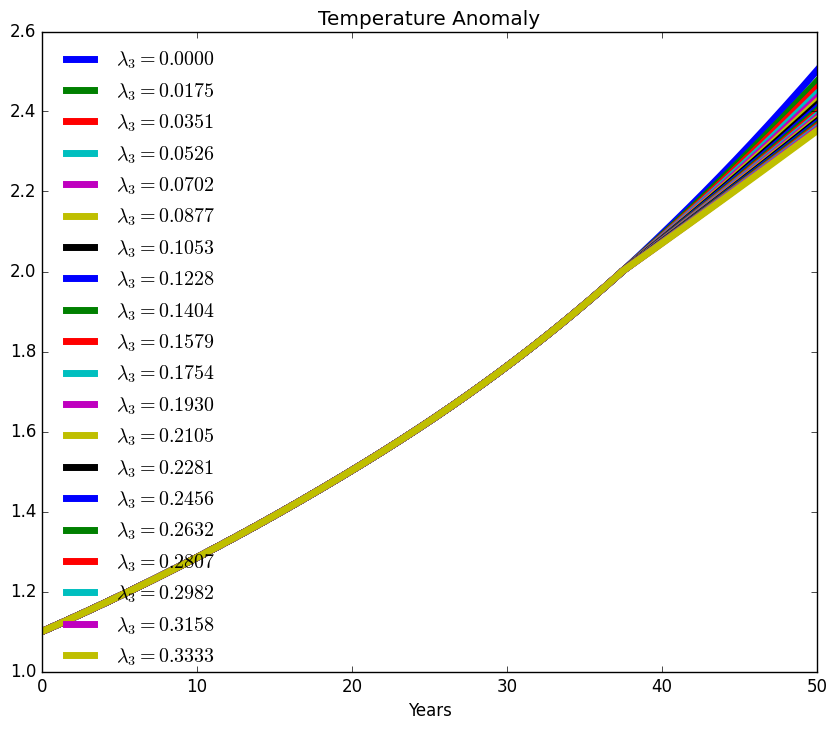 Temperature Anomaly
2.6
2.4
2.2
2.0
1.8
1.6
1.4
1.2
1.0
λ₃ = 0.0000
λ₃ = 0.0175
λ₃ = 0.0351
λ₃ = 0.0526
λ₃ = 0.0702
λ₃ = 0.0877
λ₃ = 0.1053
λ₃ = 0.1228
λ₃ = 0.1404
λ₃ = 0.1579
λ₃ = 0.1754
λ₃ = 0.1930
λ₃ = 0.2105
λ₃ = 0.2281
λ₃ = 0.2456
λ₃ = 0.2632
λ₃ = 0.2807
λ₃ = 0.2982
λ₃ = 0.3158
λ₃ = 0.3333
0 10 20 30 40 50
Years